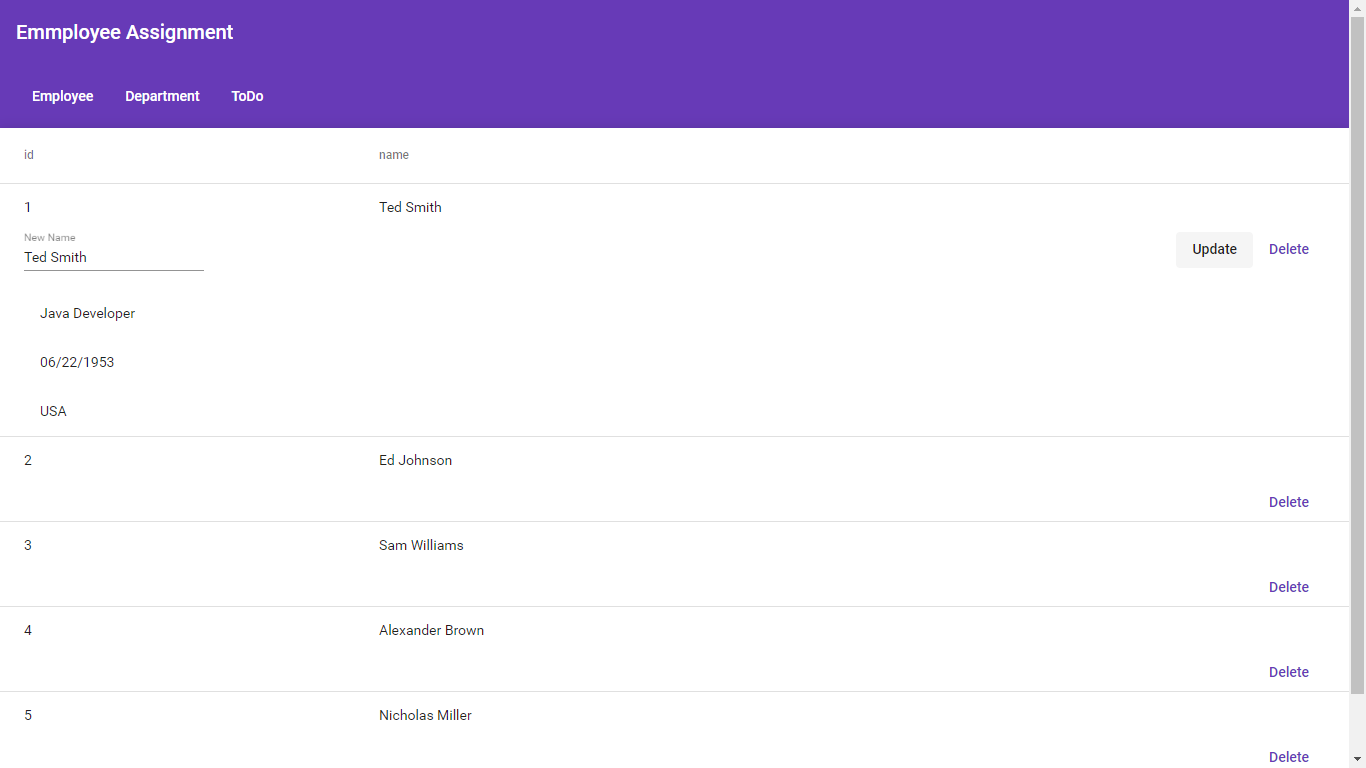 Emmployee Assignment
Employee Department ToDo
id name
1 Ted Smith
New Name
Ted Smith
Update Delete
Java Developer
06/22/1953
USA
2 Ed Johnson
Delete
3 Sam Williams
Delete
4 Alexander Brown
Delete
5 Nicholas Miller
Delete